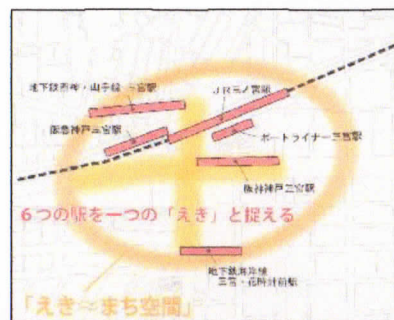 地下鉄西神・山手線 三宮駅
JR三ノ宮駅
阪急神戸三宮駅
ポートライナー三宮駅
阪神神戸三宮駅
6つの駅を一つの「えき」と捉える
地下鉄海岸線
三宮・花時計前駅
「えき≈まち空間」